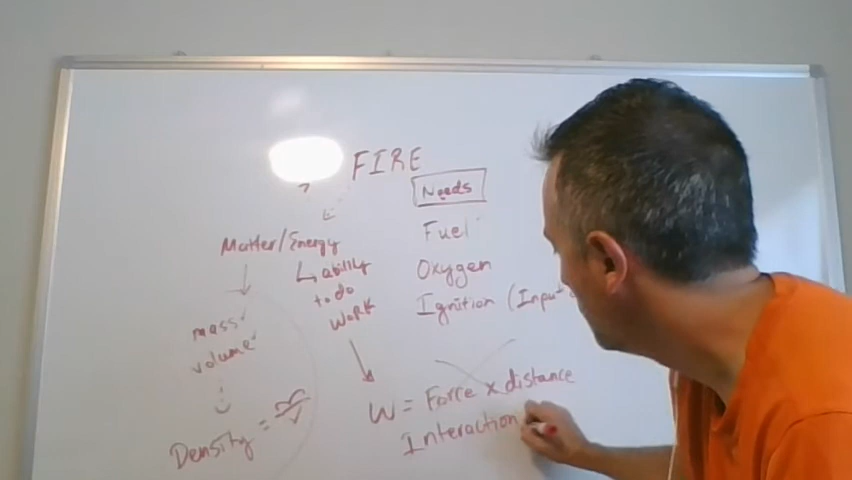 FIRE
Needs
Fuel
Oxygen
Ignition (Input
Matter/Energy
ability
to do
WORK
mass
volume
Density = m/v
W = Force x distance
Interaction